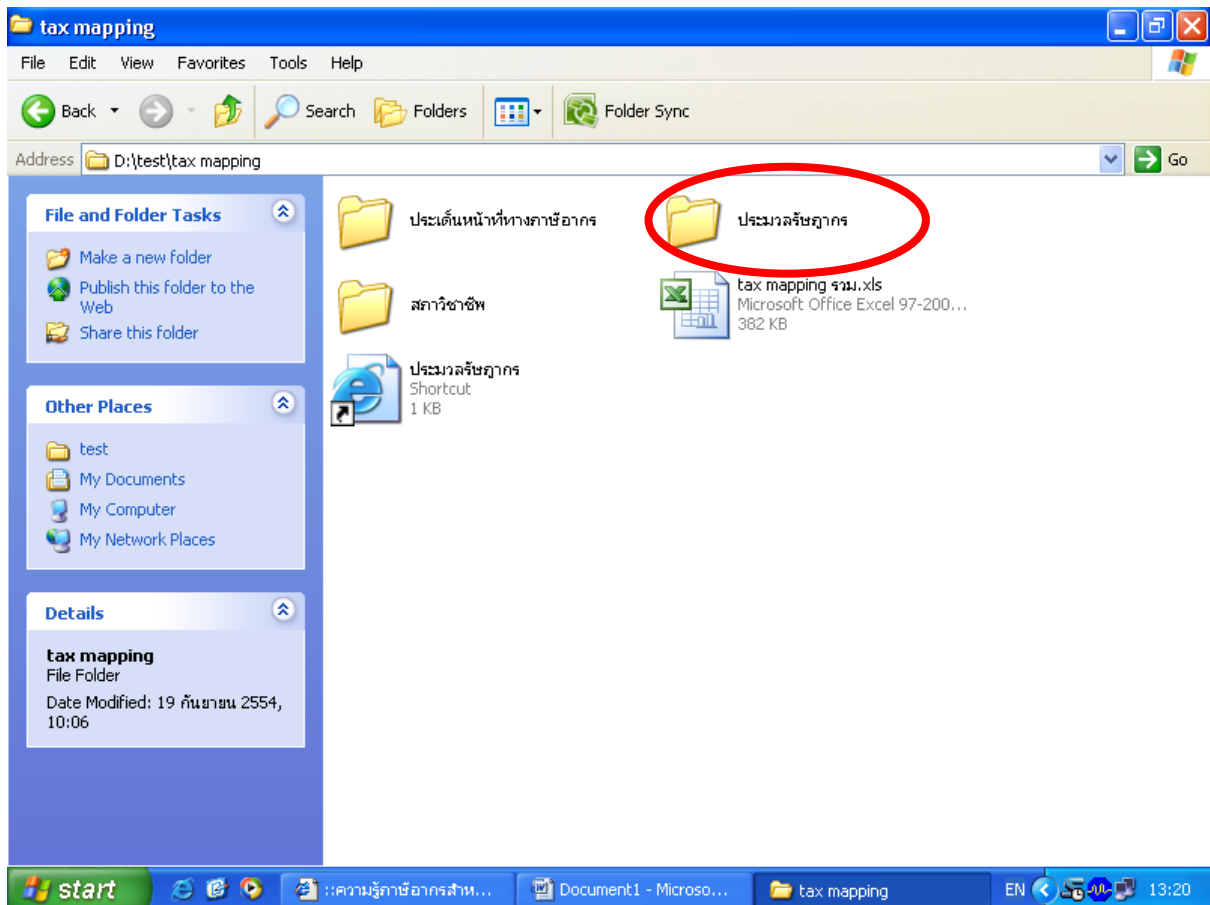 tax mapping
File Edit View Favorites Tools Help
Back Search Folders Folder Sync
Address D:\test\tax mapping Go
File and Folder Tasks
Make a new folder
Publish this folder to the
Web
Share this folder
Other Places
test
My Documents
My Computer
My Network Places
Details
tax mapping
File Folder
Date Modified: 19 กันยายน 2554,
10:06
ประเด็นหน้าที่ทางภาษีอากร
ประมวลรัษฎากร
สภาวิชาชีพ
tax mapping รวม.xls
Microsoft Office Excel 97-200...
382 KB
ประมวลรัษฎากร
Shortcut
1 KB
start ::ความรู้ภาษีอากรสำห... Document1 - Microso... tax mapping EN 13:20